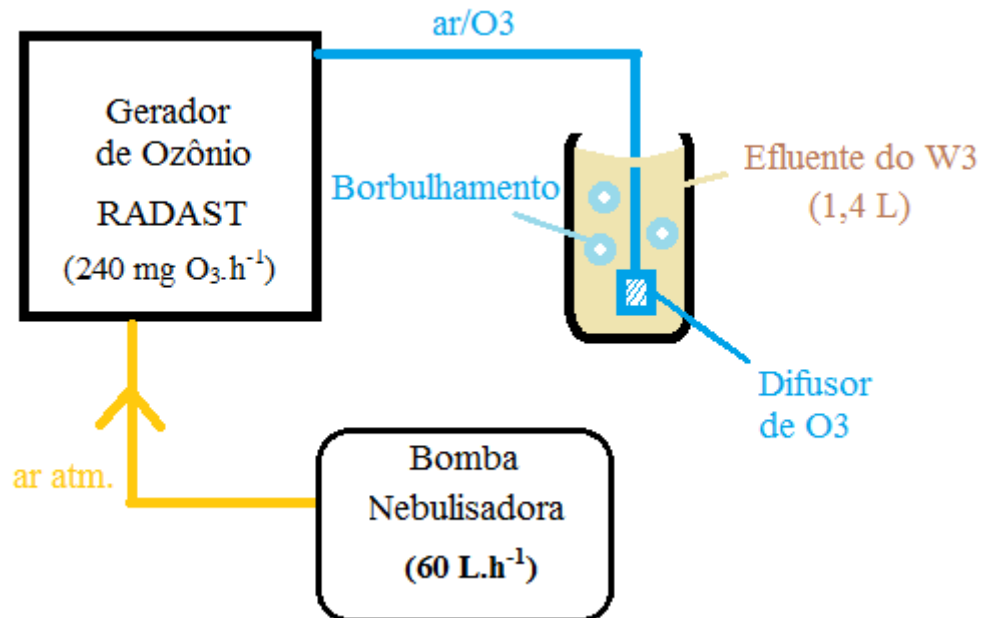 ar/O3
Gerador
de Ozônio
RADAST
(240 mg O₃.h⁻¹)
Borbulhamento
Efluente do W3
(1,4 L)
Difusor
de O3
ar atm.
Bomba
Nebulisadora
(60 L.h⁻¹)